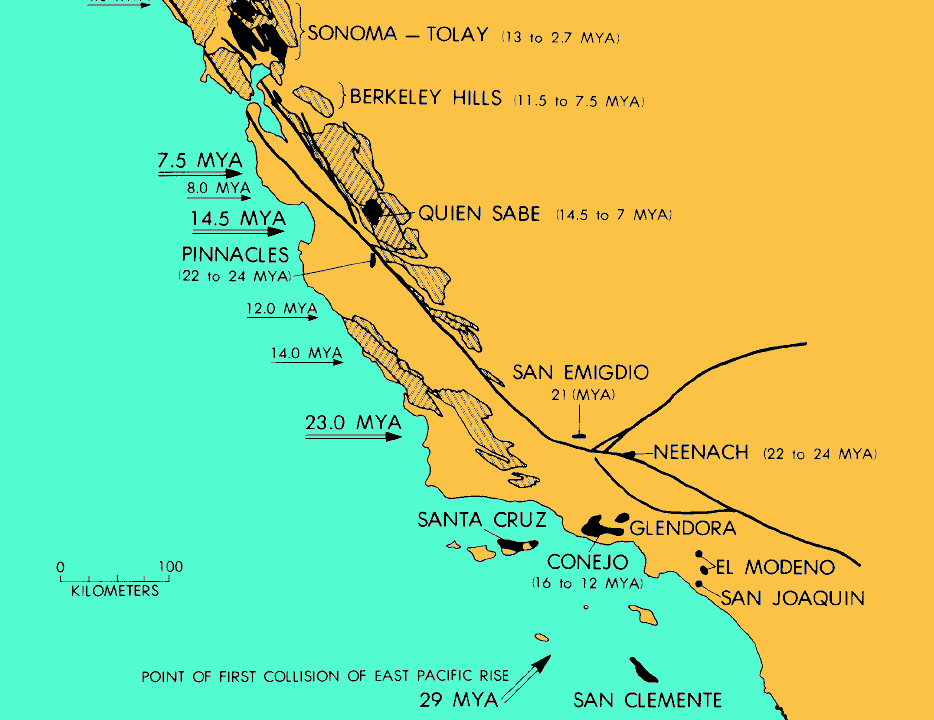 SONOMA – TOLAY (13 to 2.7 MYA)
BERKELEY HILLS (11.5 to 7.5 MYA)
7.5 MYA
8.0 MYA
14.5 MYA
QUIEN SABE (14.5 to 7 MYA)
PINNACLES
(22 to 24 MYA)
12.0 MYA
14.0 MYA
SAN EMIGDIO
21 (MYA)
23.0 MYA
NEENACH (22 to 24 MYA)
SANTA CRUZ
GLENDORA
CONEJO
(16 to 12 MYA)
EL MODENO
0 100
KILOMETERS
SAN JOAQUIN
POINT OF FIRST COLLISION OF EAST PACIFIC RISE
29 MYA
SAN CLEMENTE